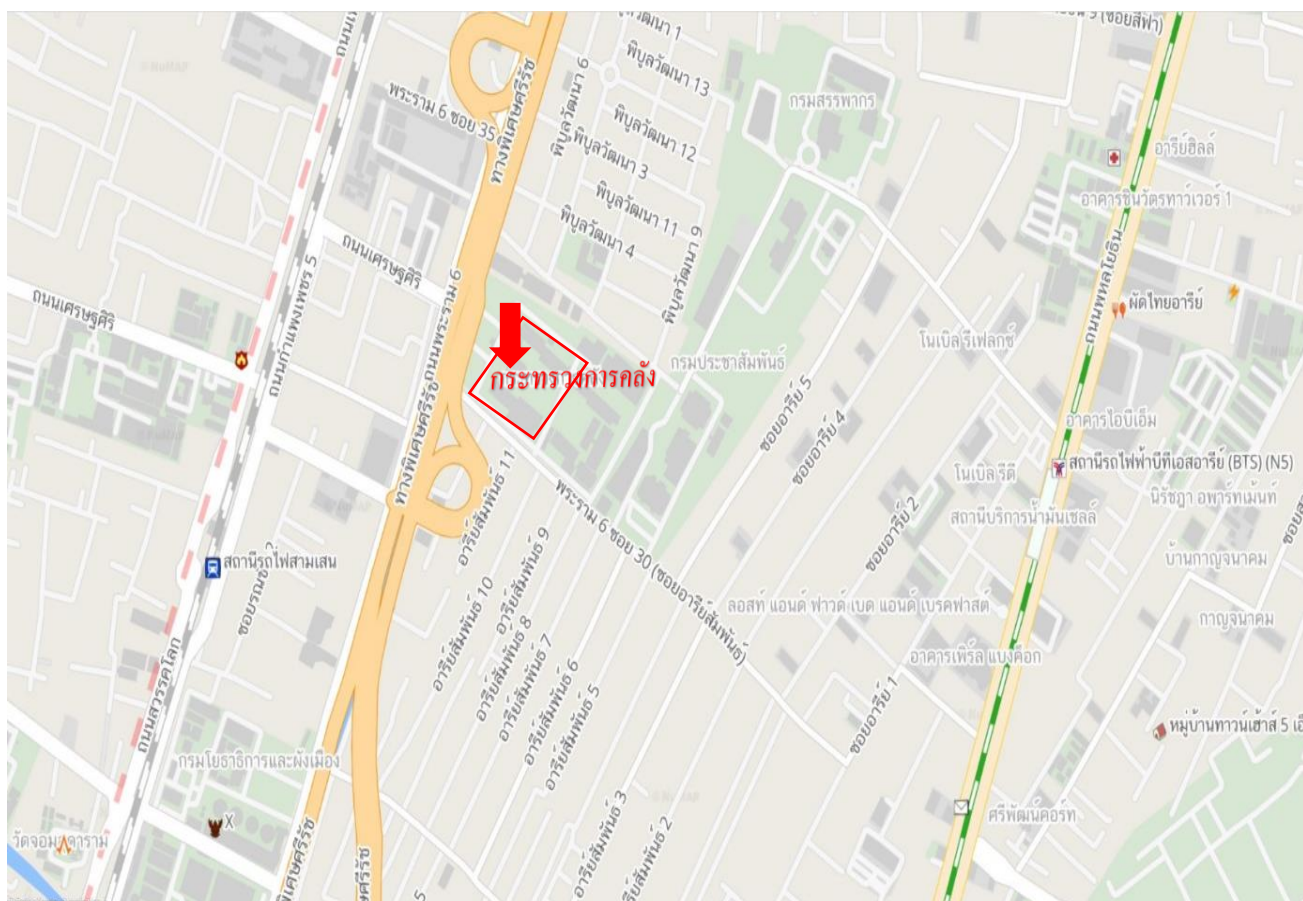 พิบูลวัฒนา 1
พิบูลวัฒนา 13
พิบูลวัฒนา 6
พิบูลวัฒนา 12
พิบูลวัฒนา 3
พิบูลวัฒนา 11
พิบูลวัฒนา 4
พิบูลวัฒนา 9
พระราม 6 ซอย 35
ทางพิเศษศรีรัช
กรมสรรพากร
อารีย์ฮิลล์
อาคารชินวัตรทาว์เวอร์ 1
ถนนพหลโยธิน
ผัดไทยอารีย์
ถนนเศรษฐศิริ
ถนนเศรษฐศิริ
ถนนกำแพงเพชร 5
ถนนพระราม 6
ทางพิเศษศรีรัช
กระทรวงการคลัง
กรมประชาสัมพันธ์
โนเบิล รีเฟลกซ์
ซอยอารีย์ 5
ซอยอารีย์ 4
อาคารไอบีเอ็ม
สถานีรถไฟฟ้าบีทีเอสอารีย์ (BTS) (N5)
โนเบิล รีดี
นิรัชฎา อพาร์ทเม้นท์
สถานีบริการน้ำมันเชลล์
ซอยอารีย์ 2
บ้านกาญจนาคม
กาญจนาคม
พระราม 6 ซอย 30 (ซอยอารีย์สัมพันธ์)
อารีย์สัมพันธ์ 11
อารีย์สัมพันธ์ 9
อารีย์สัมพันธ์ 10
อารีย์สัมพันธ์ 8
อารีย์สัมพันธ์ 7
อารีย์สัมพันธ์ 6
อารีย์สัมพันธ์ 5
อารีย์สัมพันธ์ 3
อารีย์สัมพันธ์ 2
สถานีรถไฟสามเสน
ลอสท์ แอนด์ ฟาวด์ เบด แอนด์ เบรคฟาสต์
อาคารเพิร์ล แบงค็อก
ซอยอารีย์ 1
หมู่บ้านทาวน์เฮ้าส์ 5
ถนนสวรรคโลก
กรมโยธาธิการและผังเมือง
X
ศรีพัฒน์คอร์ท